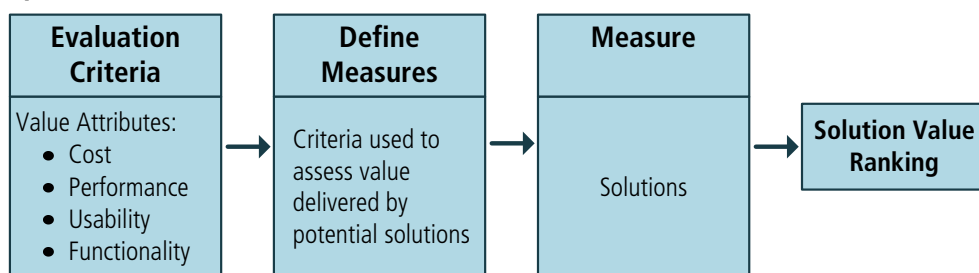 Evaluation
Criteria
Value Attributes:
• Cost
• Performance
• Usability
• Functionality
Define
Measures
Criteria used to
assess value
delivered by
potential solutions
Measure
Solutions
Solution Value
Ranking